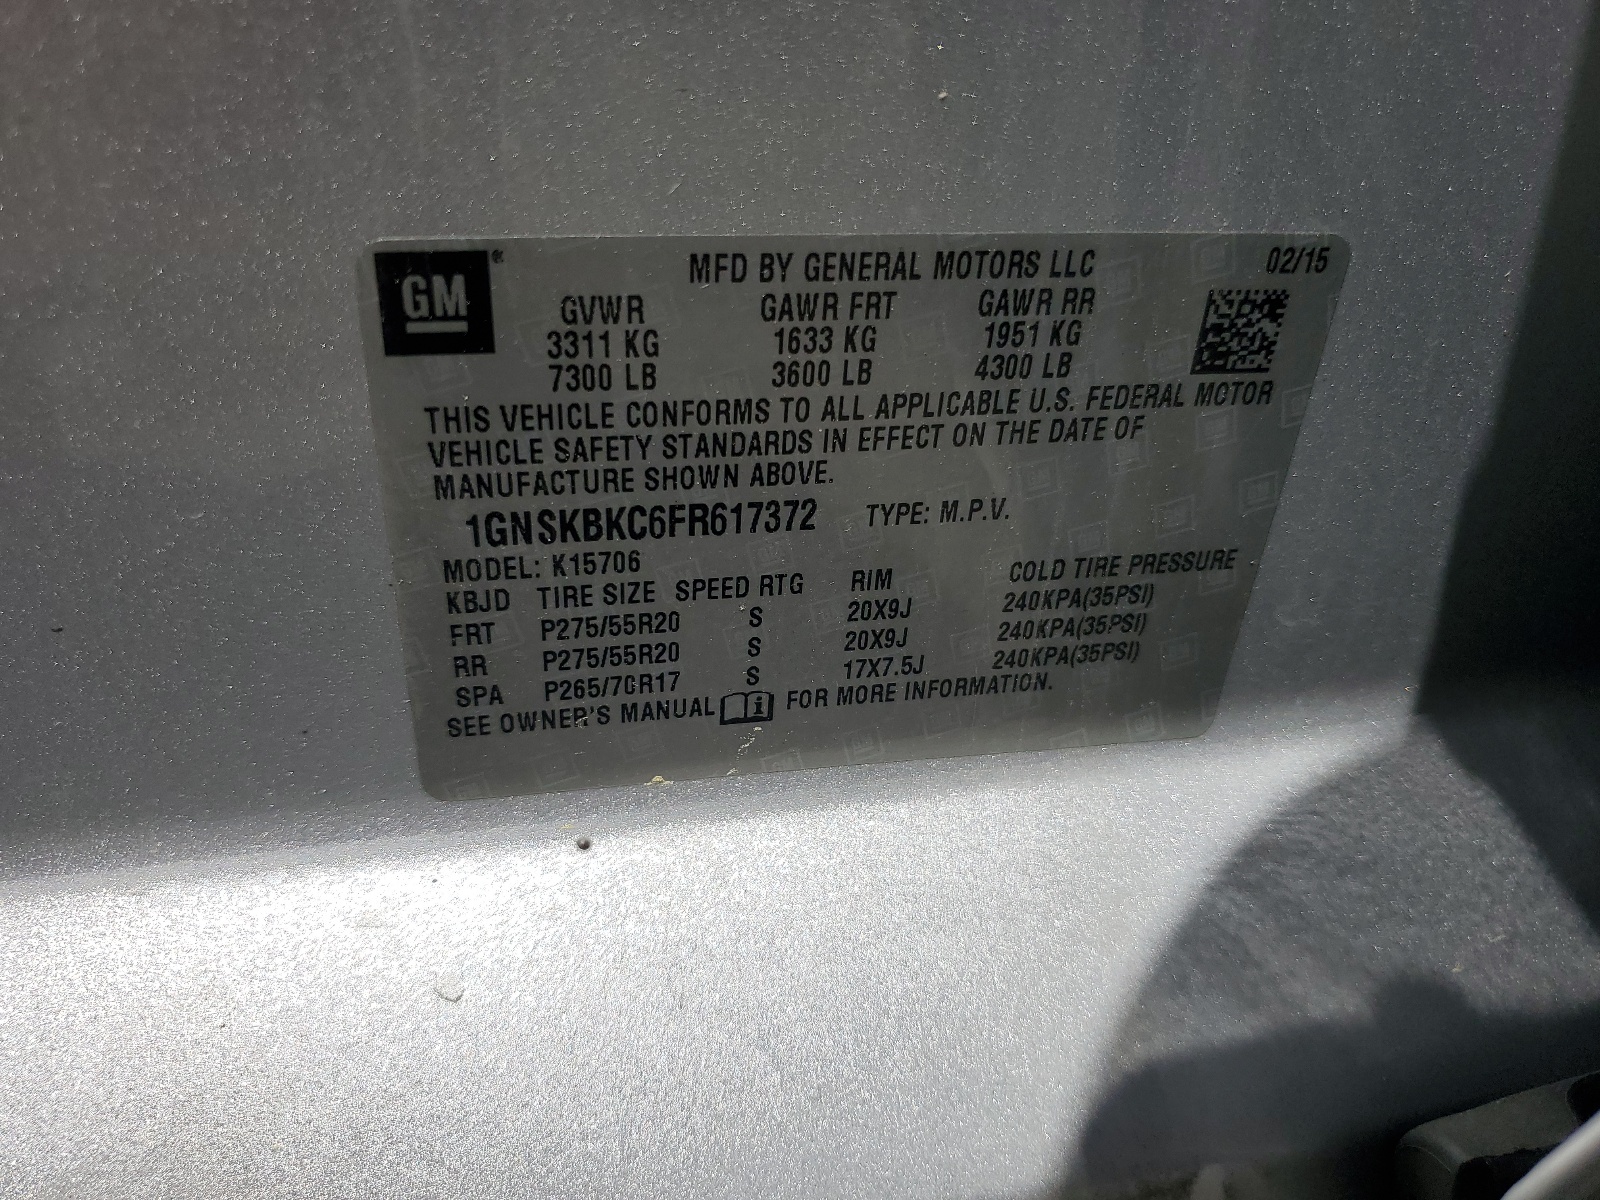 GM ® MFD BY GENERAL MOTORS LLC 02/15
GVWR GAWR FRT GAWR RR
3311 KG 1633 KG 1951 KG
7300 LB 3600 LB 4300 LB
THIS VEHICLE CONFORMS TO ALL APPLICABLE U.S. FEDERAL MOTOR
VEHICLE SAFETY STANDARDS IN EFFECT ON THE DATE OF
MANUFACTURE SHOWN ABOVE.
1GNSKBKC6FR617372 TYPE: M.P.V.
MODEL: K15706
KBJD TIRE SIZE SPEED RTG RIM COLD TIRE PRESSURE
FRT P275/55R20 S 20X9J 240KPA(35PSI)
RR P275/55R20 S 20X9J 240KPA(35PSI)
SPA P265/70R17 S 17X7.5J 240KPA(35PSI)
SEE OWNER'S MANUAL i FOR MORE INFORMATION.